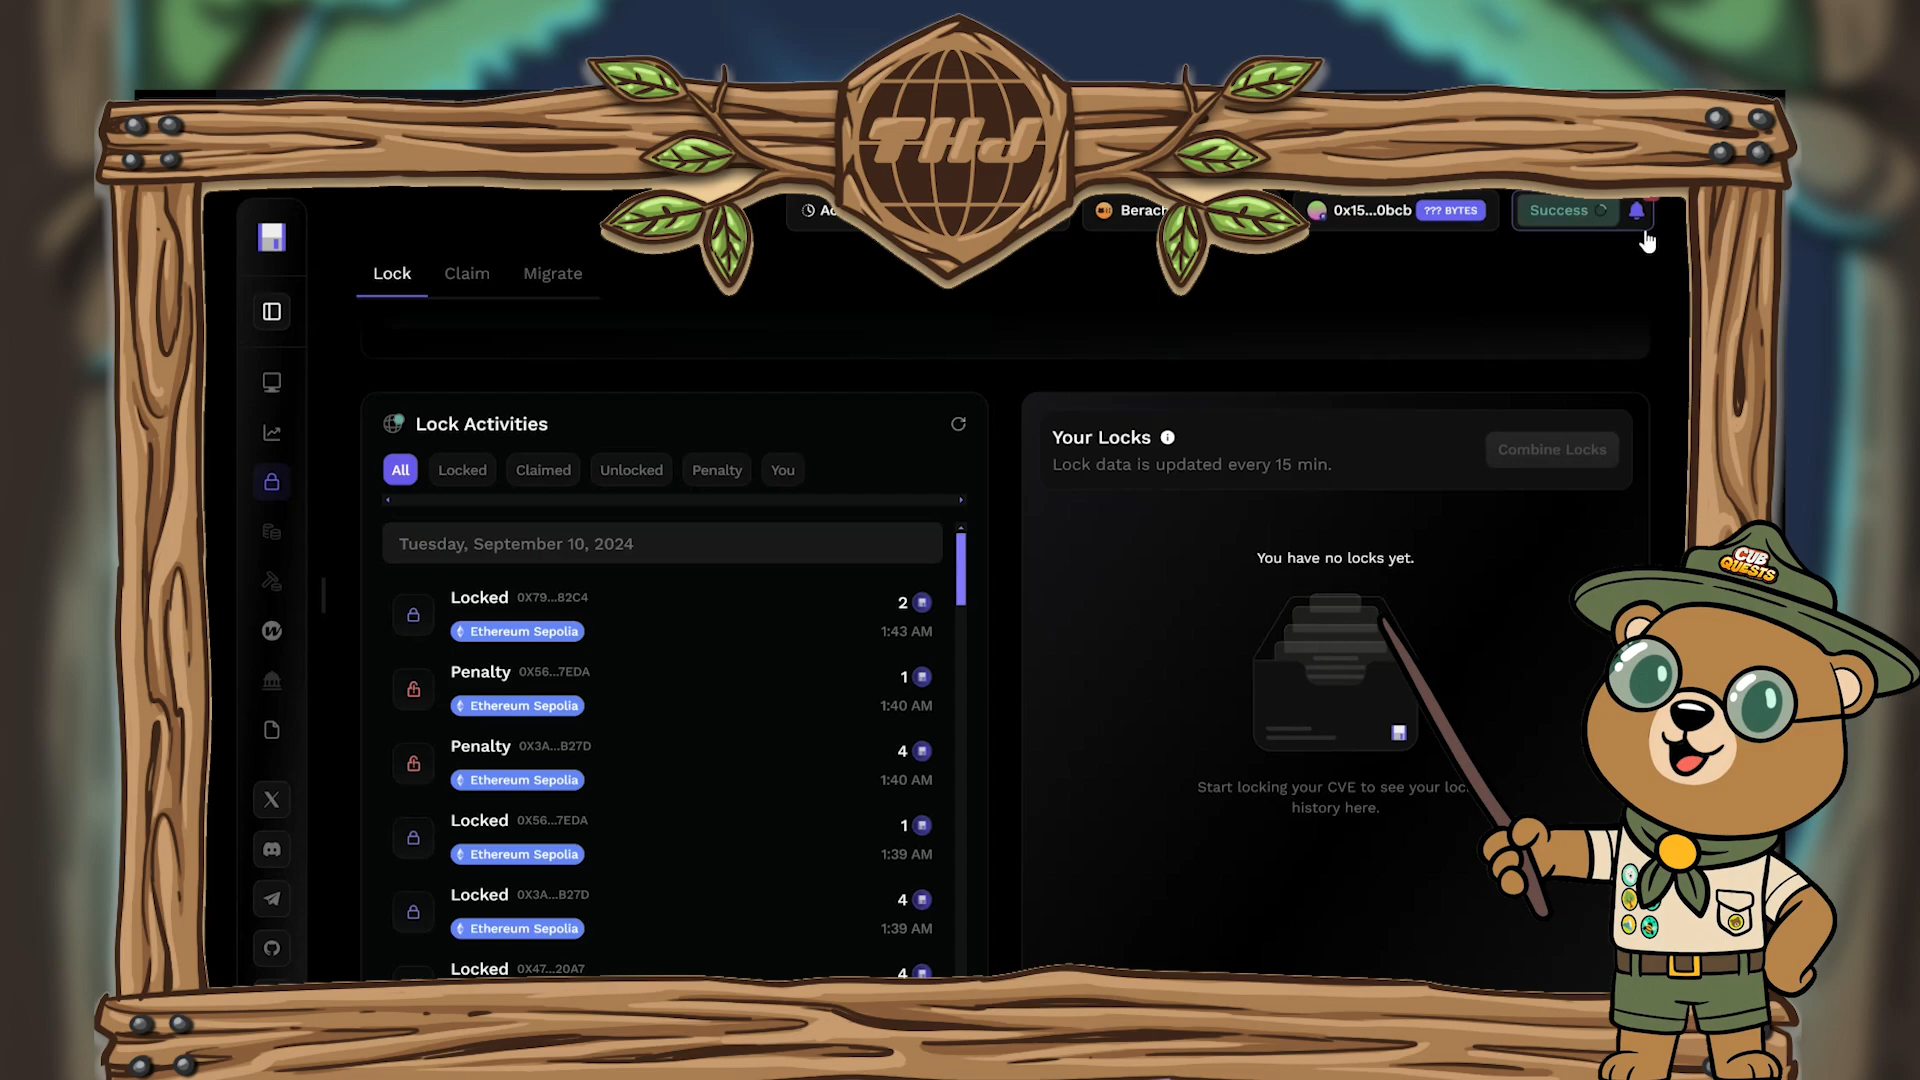 THJ
Berach
0x15...0bcb
??? BYTES
Success
Lock
Claim
Migrate
Lock Activities
All
Locked
Claimed
Unlocked
Penalty
You
Tuesday, September 10, 2024
Locked 0X79...82C4
2
Ethereum Sepolia
1:43 AM
Penalty 0X56...7EDA
1
Ethereum Sepolia
1:40 AM
Penalty 0X3A...B27D
4
Ethereum Sepolia
1:40 AM
Locked 0X56...7EDA
1
Ethereum Sepolia
1:39 AM
Locked 0X3A...B27D
4
Ethereum Sepolia
1:39 AM
Locked 0X47...20A7
4
Your Locks
Lock data is updated every 15 min.
Combine Locks
You have no locks yet.
Start locking your CVE to see your loc
history here.
CUB
QUESTS